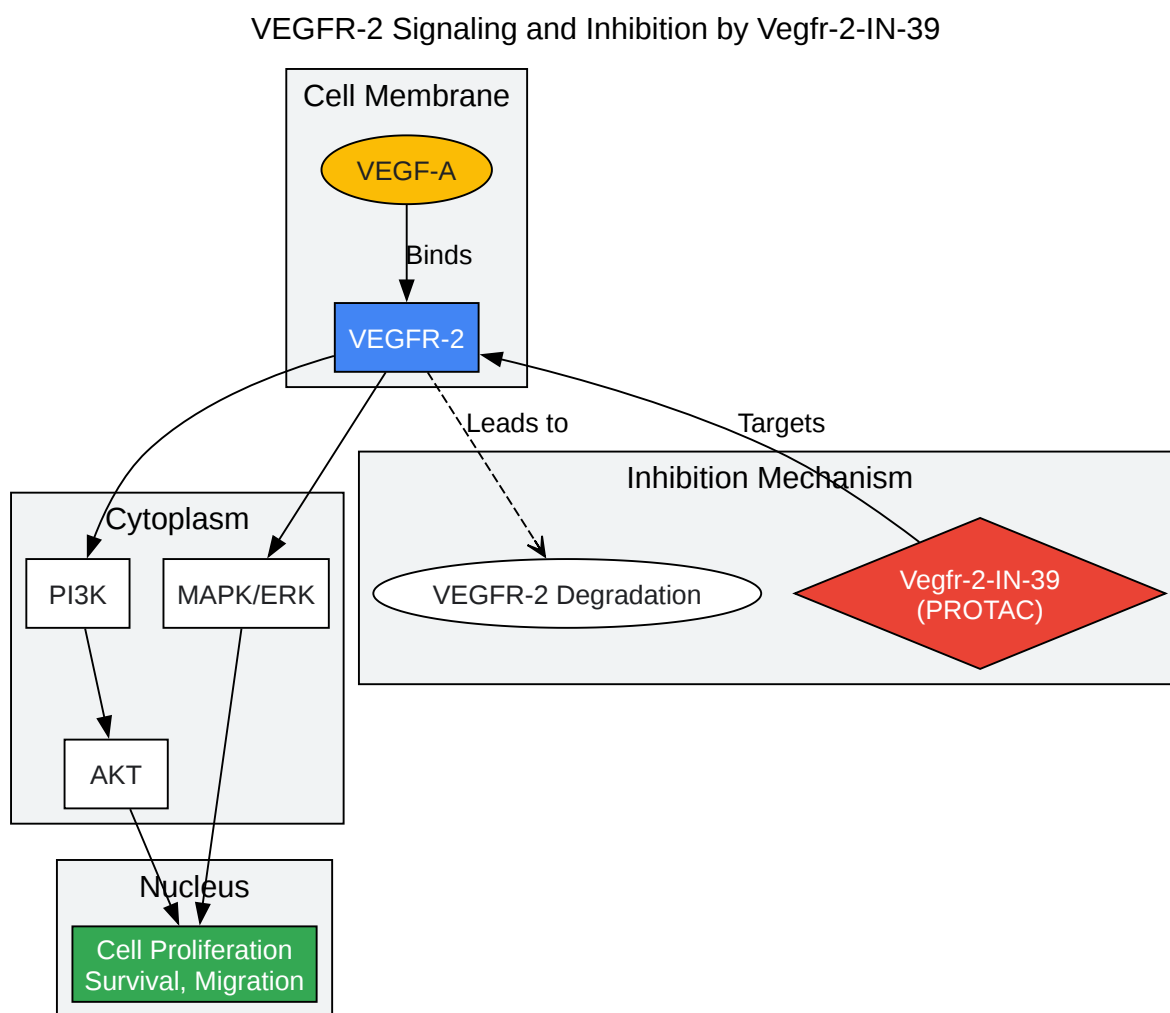 VEGFR-2 Signaling and Inhibition by Vegfr-2-IN-39
Cell Membrane
VEGF-A
Binds
VEGFR-2
Leads to
Targets
Inhibition Mechanism
Cytoplasm
PI3K
MAPK/ERK
VEGFR-2 Degradation
Vegfr-2-IN-39
(PROTAC)
AKT
Nucleus
Cell Proliferation
Survival, Migration